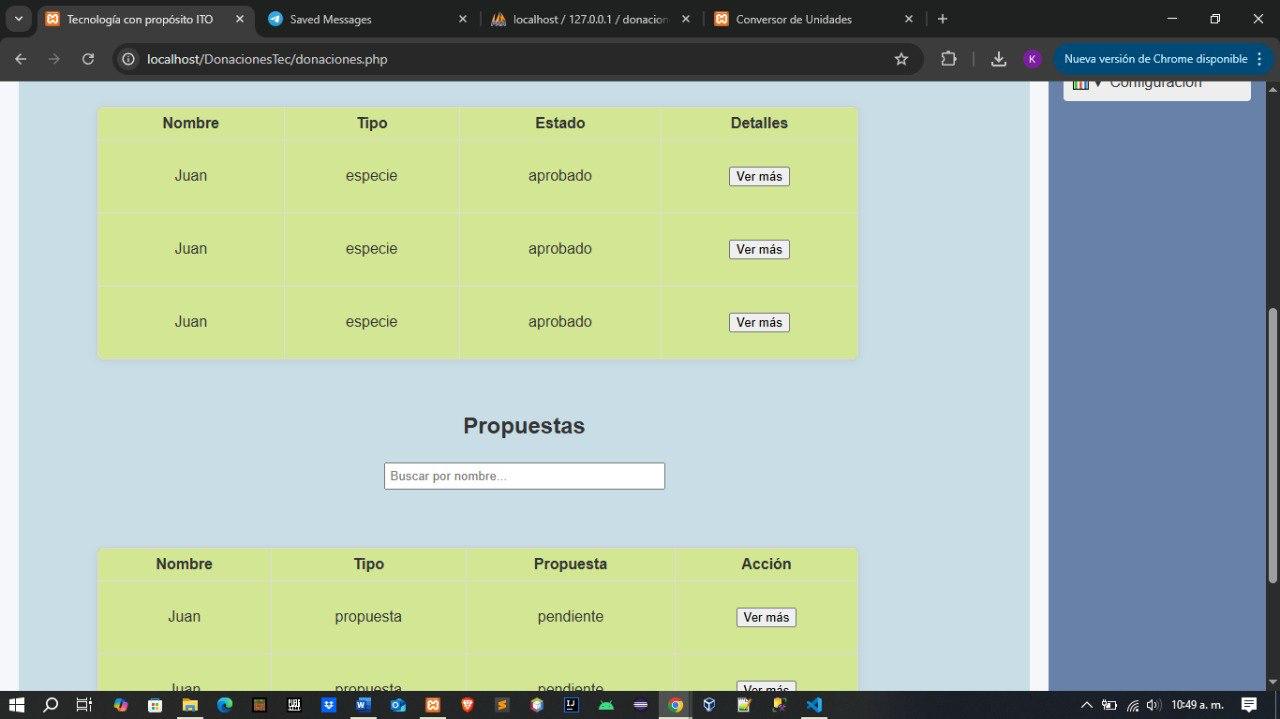 Tecnología con propósito ITO
Saved Messages
localhost / 127.0.0.1 / donacion
Conversor de Unidades
localhost/DonacionesTec/donaciones.php
K
Nueva versión de Chrome disponible
Configuración
Nombre Tipo Estado Detalles
Juan especie aprobado Ver más
Juan especie aprobado Ver más
Juan especie aprobado Ver más
Propuestas
Buscar por nombre...
Nombre Tipo Propuesta Acción
Juan propuesta pendiente Ver más
Juan propuesta pendiente Ver más
10:49 a. m.